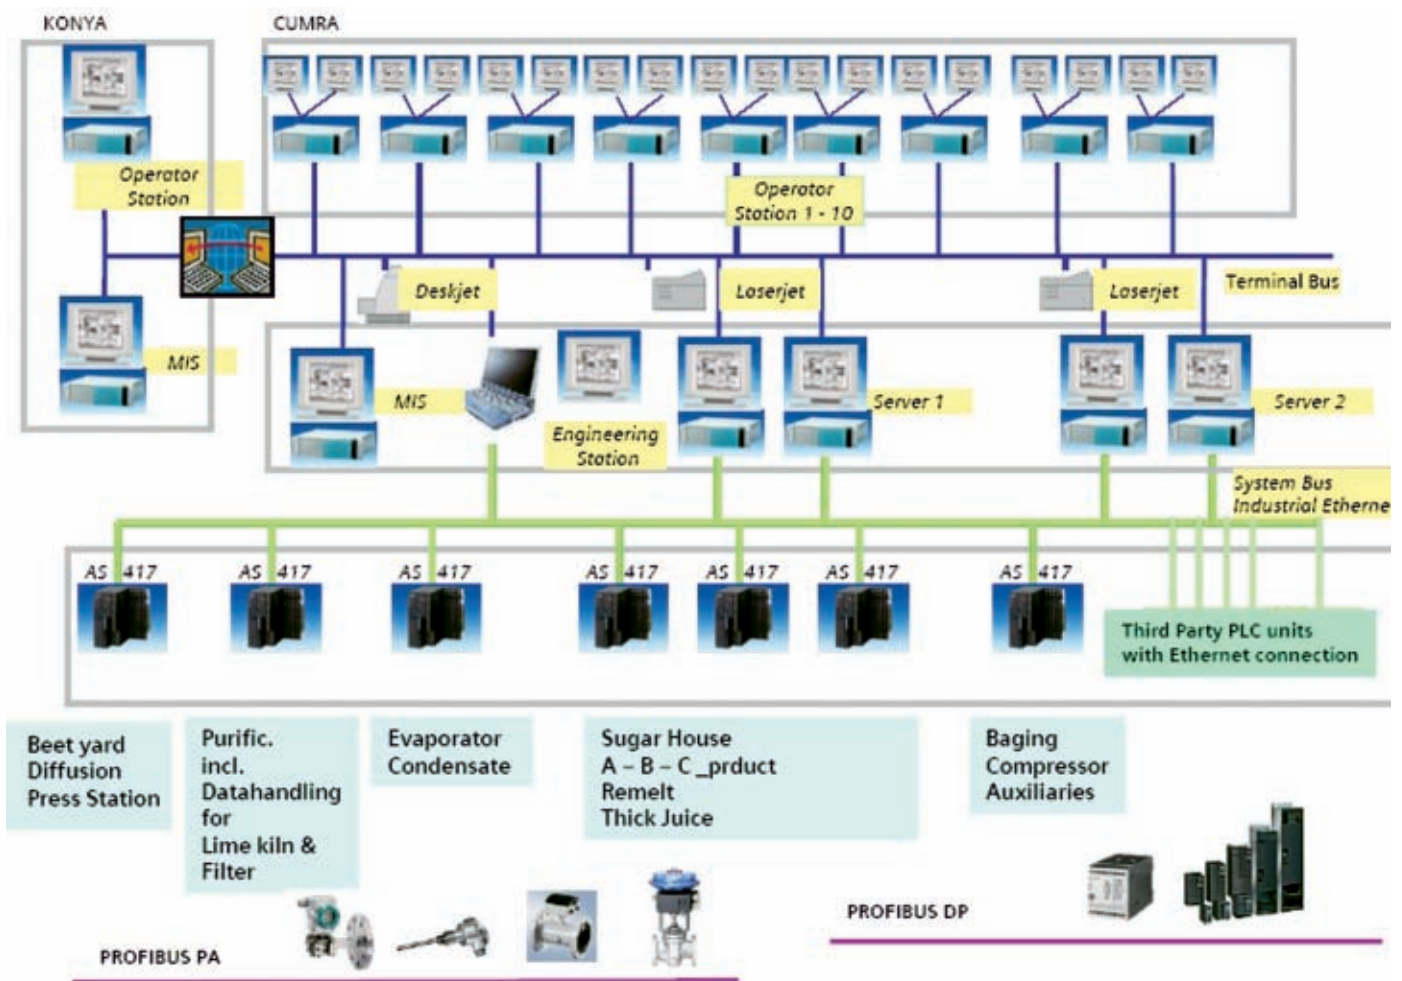 KONYA
CUMRA
Operator
Station
Operator
Station 1 - 10
Deskjet
Laserjet
Laserjet
Terminal Bus
MIS
MIS
Server 1
Server 2
Engineering
Station
System Bus
Industrial Etherne
AS 417
AS 417
AS 417
AS 417
AS 417
AS 417
AS 417
Third Party PLC units
with Ethernet connection
Beet yard
Diffusion
Press Station
Purific.
incl.
Datahandling
for
Lime kiln &
Filter
Evaporator
Condensate
Sugar House
A – B – C _prduct
Remelt
Thick Juice
Baging
Compressor
Auxiliaries
PROFIBUS PA
PROFIBUS DP